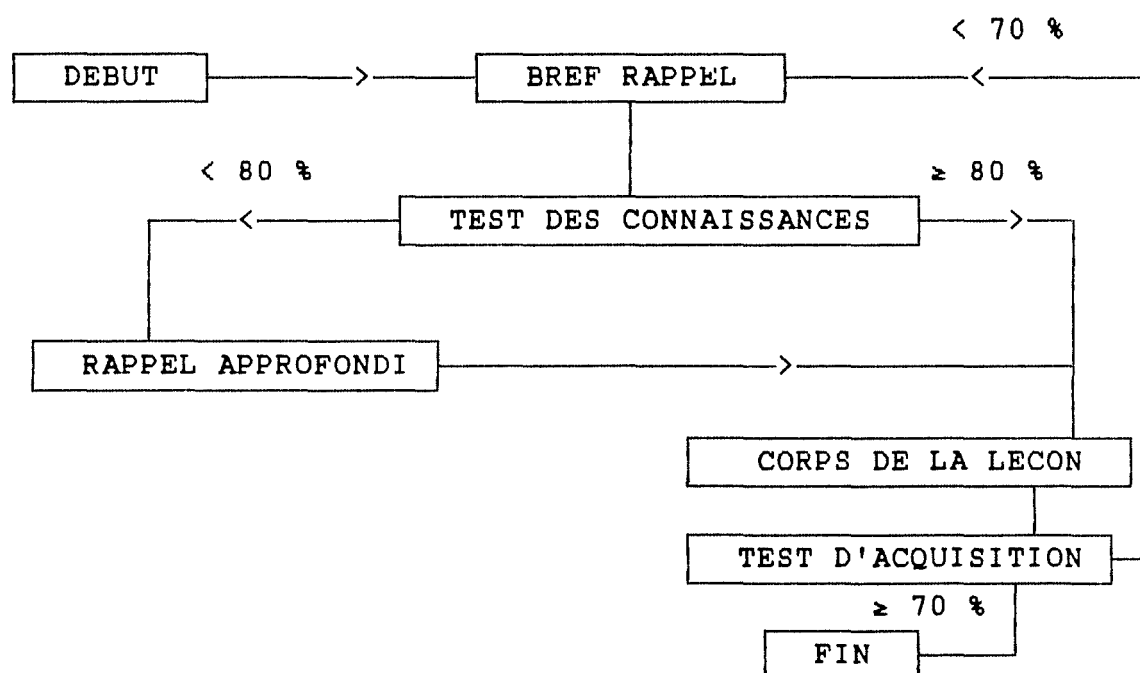 < 70 %
DEBUT > BREF RAPPEL <
< 80 % ≥ 80 %
< TEST DES CONNAISSANCES >
RAPPEL APPROFONDI >
CORPS DE LA LECON
TEST D'ACQUISITION
≥ 70 %
FIN